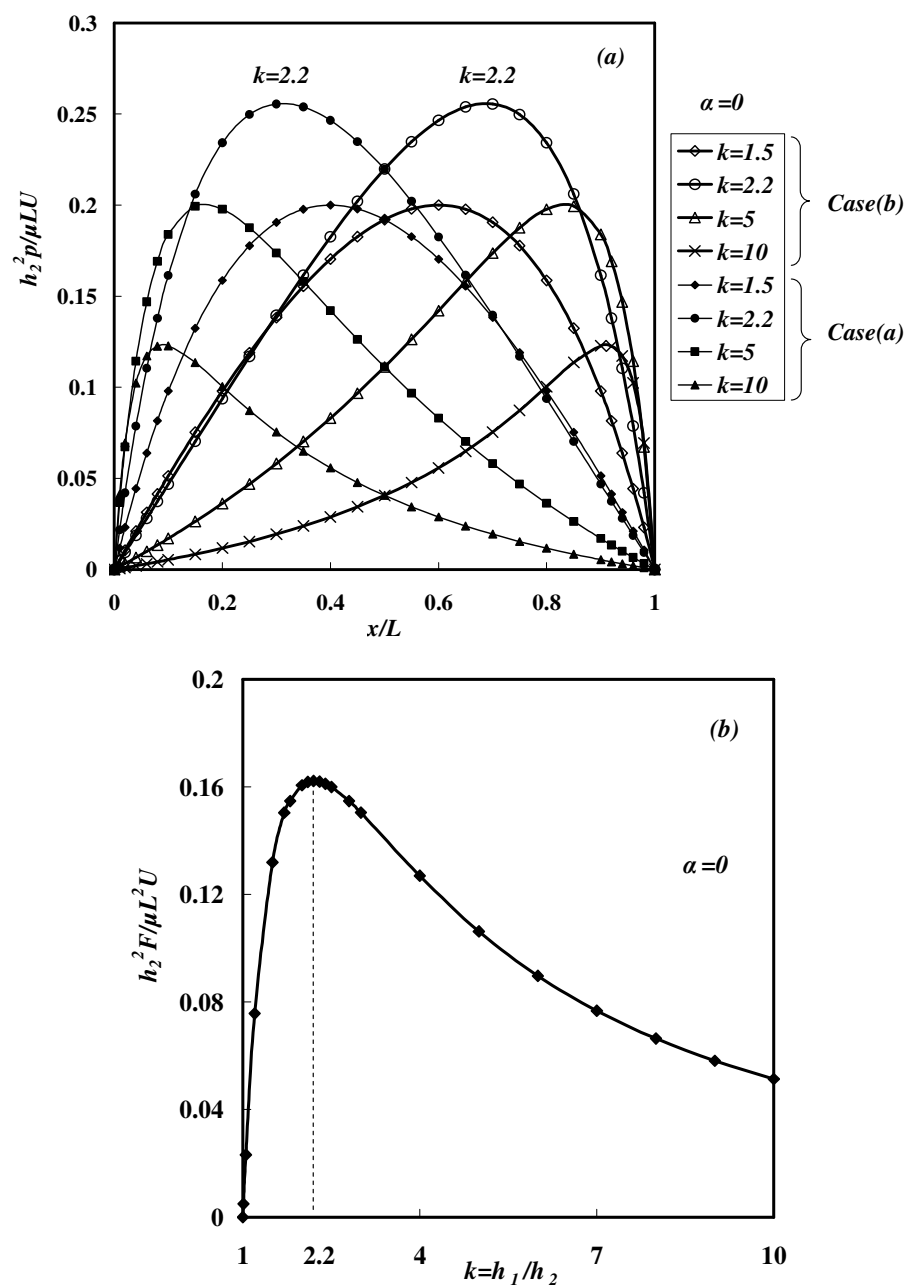 0.3
(a)
k=2.2
k=2.2
0.25
α=0
k=1.5
k=2.2
k=5
k=10
Case(b)
k=1.5
k=2.2
k=5
k=10
Case(a)
0.2
0.15
0.1
0.05
0
h₂²p/μLU
0 0.2 0.4 0.6 0.8 1
x/L
0.2
(b)
0.16
α=0
0.12
0.08
0.04
0
h₂²F/μL²U
1 2.2 4 7 10
k=h₁/h₂